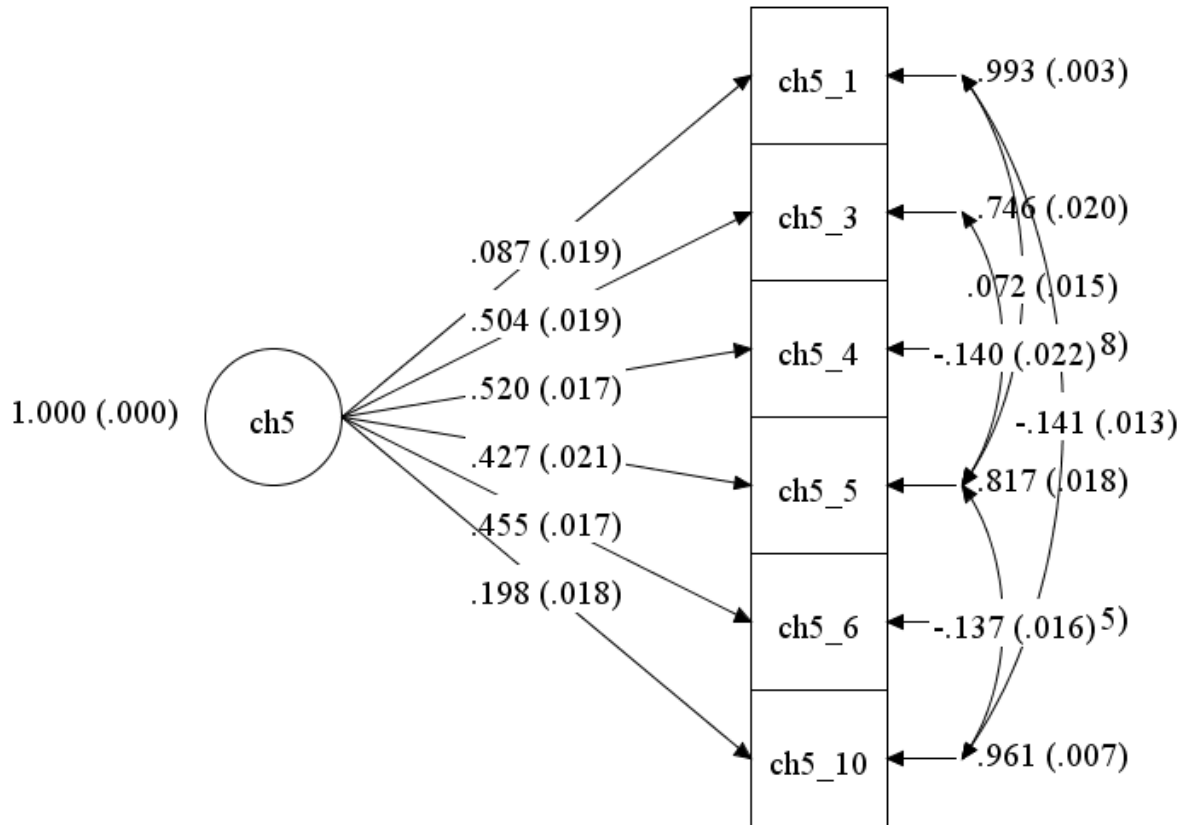 ch5_1
.993 (.003)
ch5_3
.746 (.020)
.087 (.019)
.072 (.015)
.504 (.019)
ch5_4
-.140 (.022)
8)
.520 (.017)
1.000 (.000)
ch5
-.141 (.013)
.427 (.021)
ch5_5
.817 (.018)
.455 (.017)
.198 (.018)
ch5_6
-.137 (.016)
5)
ch5_10
.961 (.007)